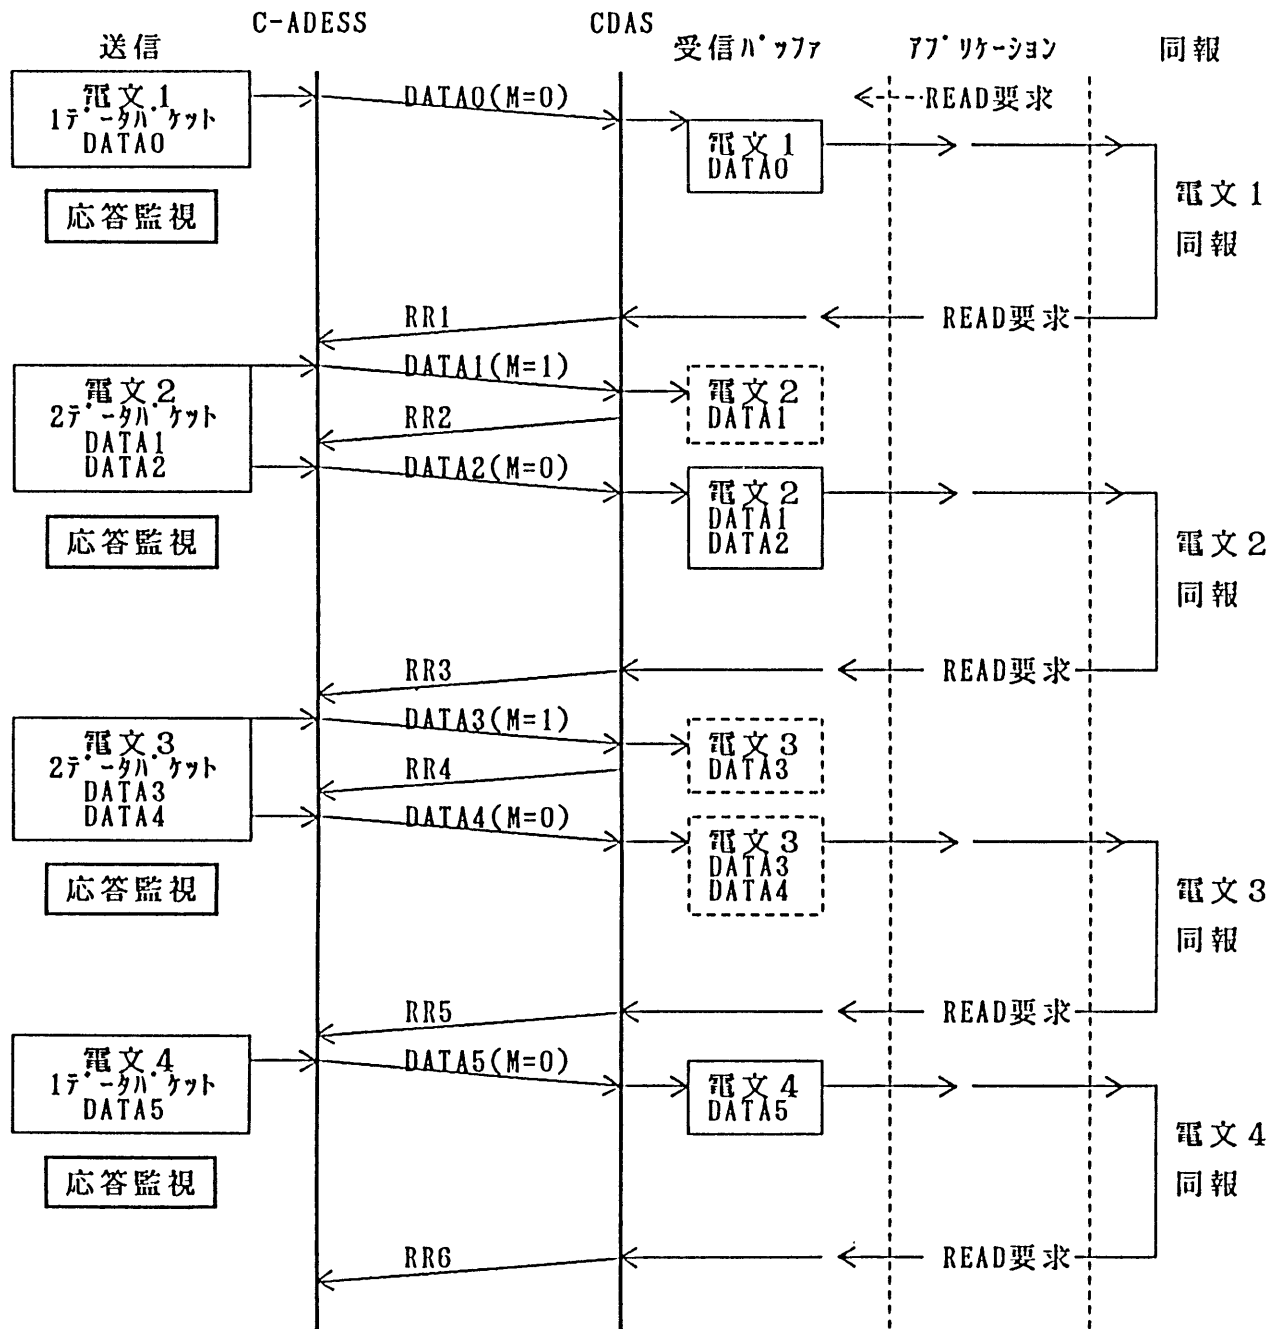 C-ADESS
CDAS
送信
受信バッファ
アプリケーション
同報
電文1
1データパケット
DATA0
DATA0(M=0)
READ要求
電文1
DATA0
応答監視
電文1
同報
RR1
READ要求
電文2
2データパケット
DATA1
DATA2
DATA1(M=1)
電文2
DATA1
RR2
DATA2(M=0)
電文2
DATA1
DATA2
応答監視
電文2
同報
RR3
READ要求
電文3
2データパケット
DATA3
DATA4
DATA3(M=1)
電文3
DATA3
RR4
DATA4(M=0)
電文3
DATA3
DATA4
応答監視
電文3
同報
RR5
READ要求
電文4
1データパケット
DATA5
DATA5(M=0)
電文4
DATA5
応答監視
電文4
同報
RR6
READ要求